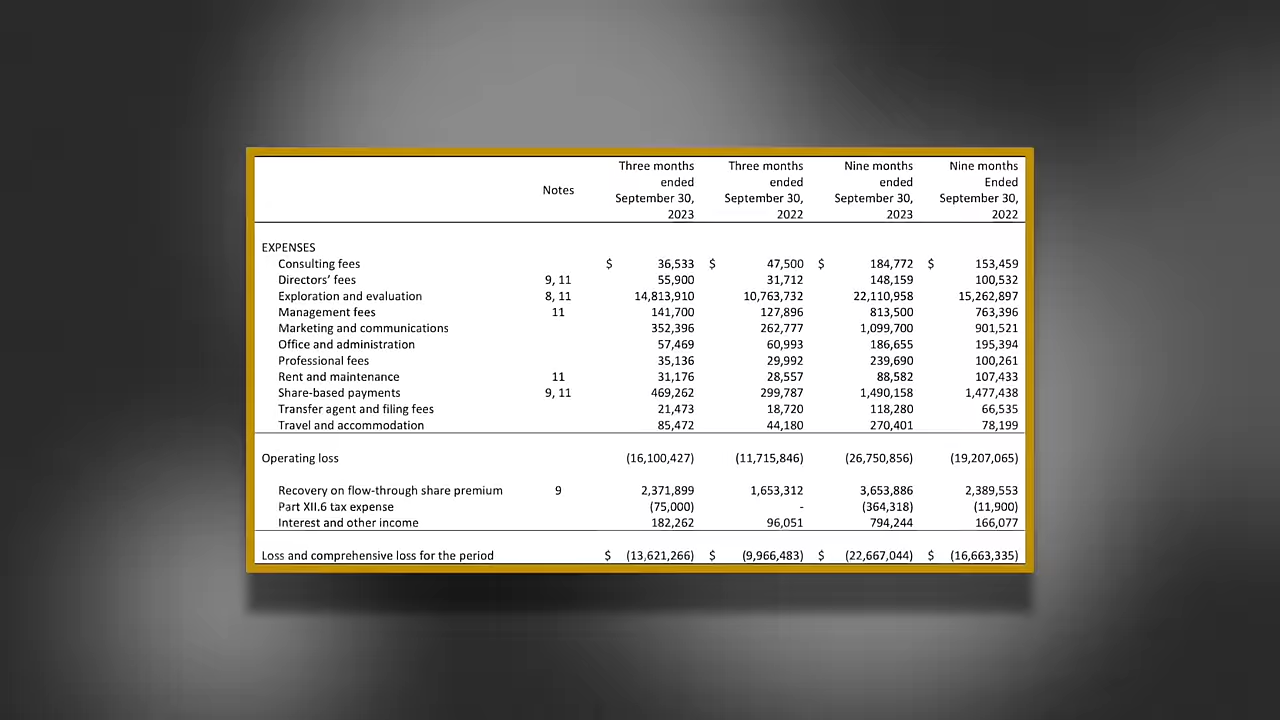 Notes Three months ended September 30, 2023 Three months ended September 30, 2022 Nine months ended September 30, 2023 Nine months Ended September 30, 2022
EXPENSES
Consulting fees $ 36,533 $ 47,500 $ 184,772 $ 153,459
Directors’ fees 9, 11 55,900 31,712 148,159 100,532
Exploration and evaluation 8, 11 14,813,910 10,763,732 22,110,958 15,262,897
Management fees 11 141,700 127,896 813,500 763,396
Marketing and communications 352,396 262,777 1,099,700 901,521
Office and administration 57,469 60,993 186,655 195,394
Professional fees 35,136 29,992 239,690 100,261
Rent and maintenance 11 31,176 28,557 88,582 107,433
Share-based payments 9, 11 469,262 299,787 1,490,158 1,477,438
Transfer agent and filing fees 21,473 18,720 118,280 66,535
Travel and accommodation 85,472 44,180 270,401 78,199
Operating loss (16,100,427) (11,715,846) (26,750,856) (19,207,065)
Recovery on flow-through share premium 9 2,371,899 1,653,312 3,653,886 2,389,553
Part XII.6 tax expense (75,000) - (364,318) (11,900)
Interest and other income 182,262 96,051 794,244 166,077
Loss and comprehensive loss for the period $ (13,621,266) $ (9,966,483) $ (22,667,044) $ (16,663,335)